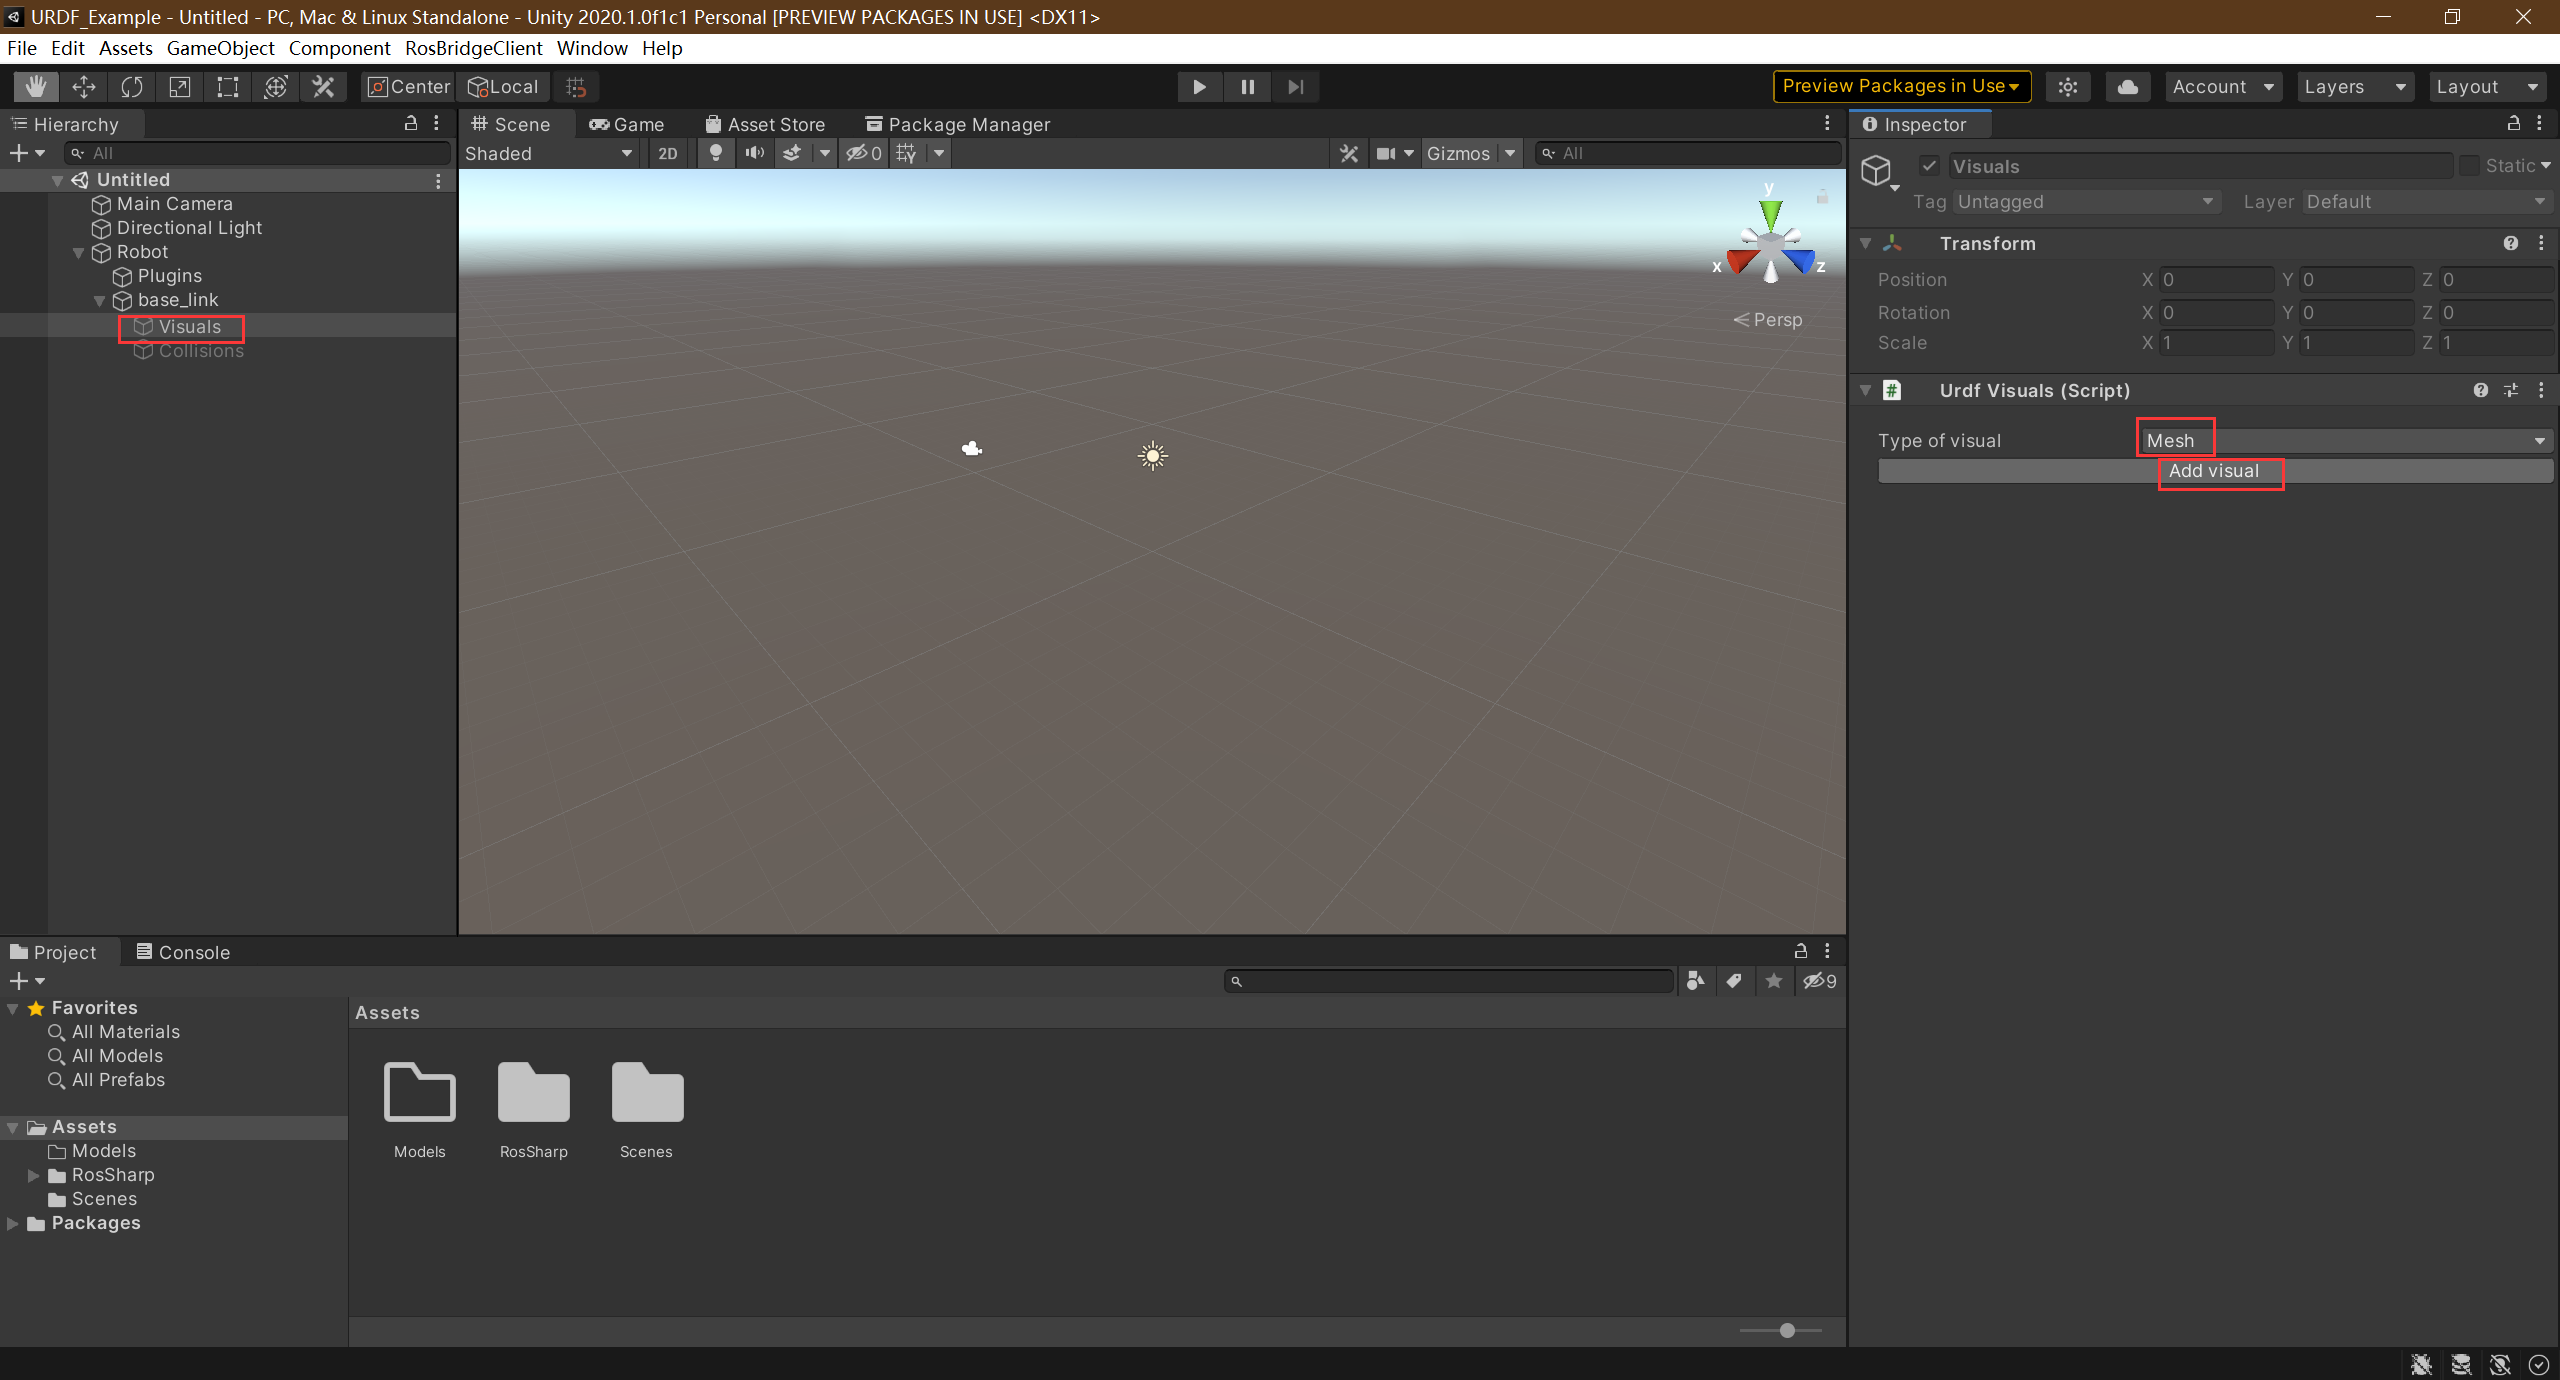 URDF_Example - Untitled - PC, Mac & Linux Standalone - Unity 2020.1.0f1c1 Personal [PREVIEW PACKAGES IN USE] <DX11>
File Edit Assets GameObject Component RosBridgeClient Window Help
Center Local Preview Packages in Use Account Layers Layout
Hierarchy
All
Untitled
Main Camera
Directional Light
Robot
Plugins
base_link
Visuals
Collisions
Scene Game Asset Store Package Manager
Shaded 2D 0 Gizmos All
y
x z
Persp
Inspector
Visuals Static
Tag Untagged Layer Default
Transform
Position X 0 Y 0 Z 0
Rotation X 0 Y 0 Z 0
Scale X 1 Y 1 Z 1
Urdf Visuals (Script)
Type of visual Mesh
Add visual
Project Console
9
Favorites
All Materials
All Models
All Prefabs
Assets
Models
RosSharp
Scenes
Packages
Assets
Models RosSharp Scenes